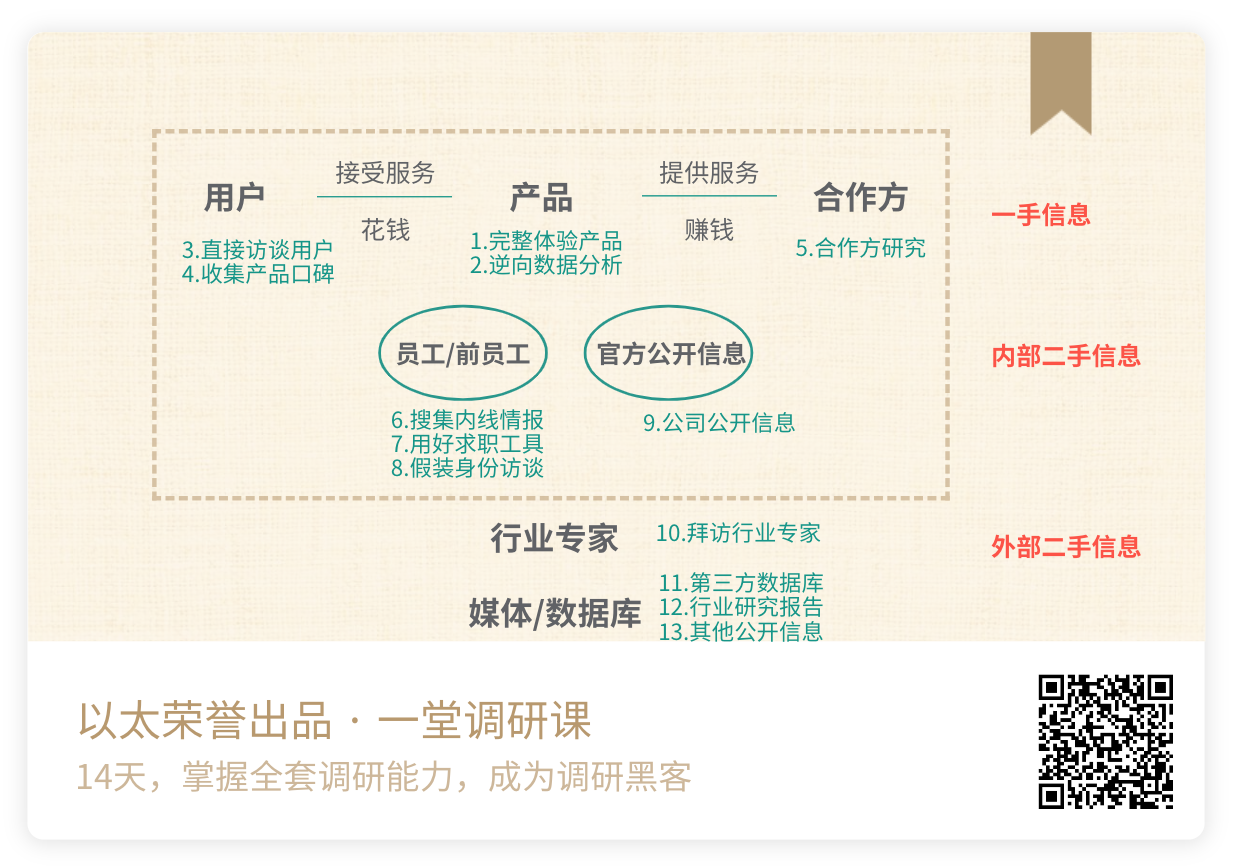 接受服务
提供服务
用户
产品
合作方
一手信息
花钱
赚钱
3.直接访谈用户
4.收集产品口碑
1.完整体验产品
2.逆向数据分析
5.合作方研究
员工/前员工
官方公开信息
内部二手信息
6.搜集内线情报
7.用好求职工具
8.假装身份访谈
9.公司公开信息
行业专家
10.拜访行业专家
外部二手信息
媒体/数据库
11.第三方数据库
12.行业研究报告
13.其他公开信息
以太荣誉出品 · 一堂调研课
14天，掌握全套调研能力，成为调研黑客